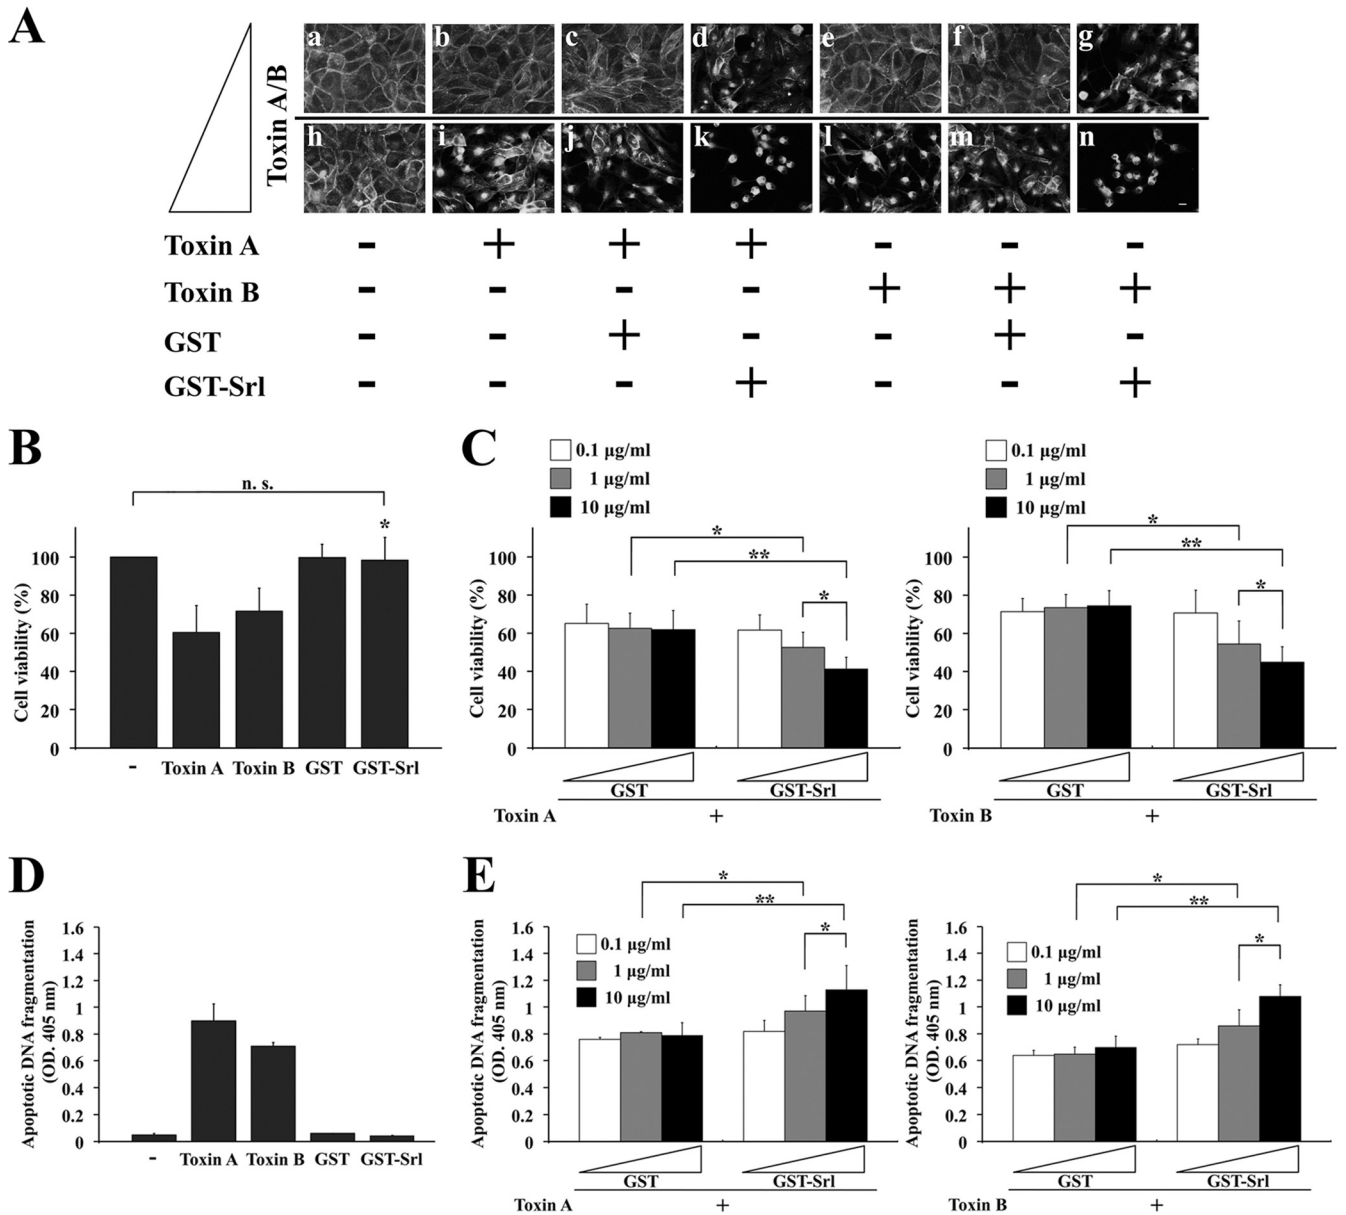 A
Toxin A/B
a b c d e f g
h i j k l m n
Toxin A - + + + - - -
Toxin B - - - - + + +
GST - - + - - + -
GST-Srl - - - + - - +
B
n. s.
*
Cell viability (%)
100
80
60
40
20
0
- Toxin A Toxin B GST GST-Srl
C
0.1 μg/ml
1 μg/ml
10 μg/ml
*
**
*
Cell viability (%)
100
80
60
40
20
0
GST GST-Srl
Toxin A +
0.1 μg/ml
1 μg/ml
10 μg/ml
*
**
*
Cell viability (%)
100
80
60
40
20
0
GST GST-Srl
Toxin B +
D
Apoptotic DNA fragmentation
(OD. 405 nm)
1.6
1.4
1.2
1
0.8
0.6
0.4
0.2
0
- Toxin A Toxin B GST GST-Srl
E
*
**
*
0.1 μg/ml
1 μg/ml
10 μg/ml
Apoptotic DNA fragmentation
(OD. 405 nm)
1.6
1.4
1.2
1
0.8
0.6
0.4
0.2
0
GST GST-Srl
Toxin A +
*
**
*
0.1 μg/ml
1 μg/ml
10 μg/ml
Apoptotic DNA fragmentation
(OD. 405 nm)
1.6
1.4
1.2
1
0.8
0.6
0.4
0.2
0
GST GST-Srl
Toxin B +